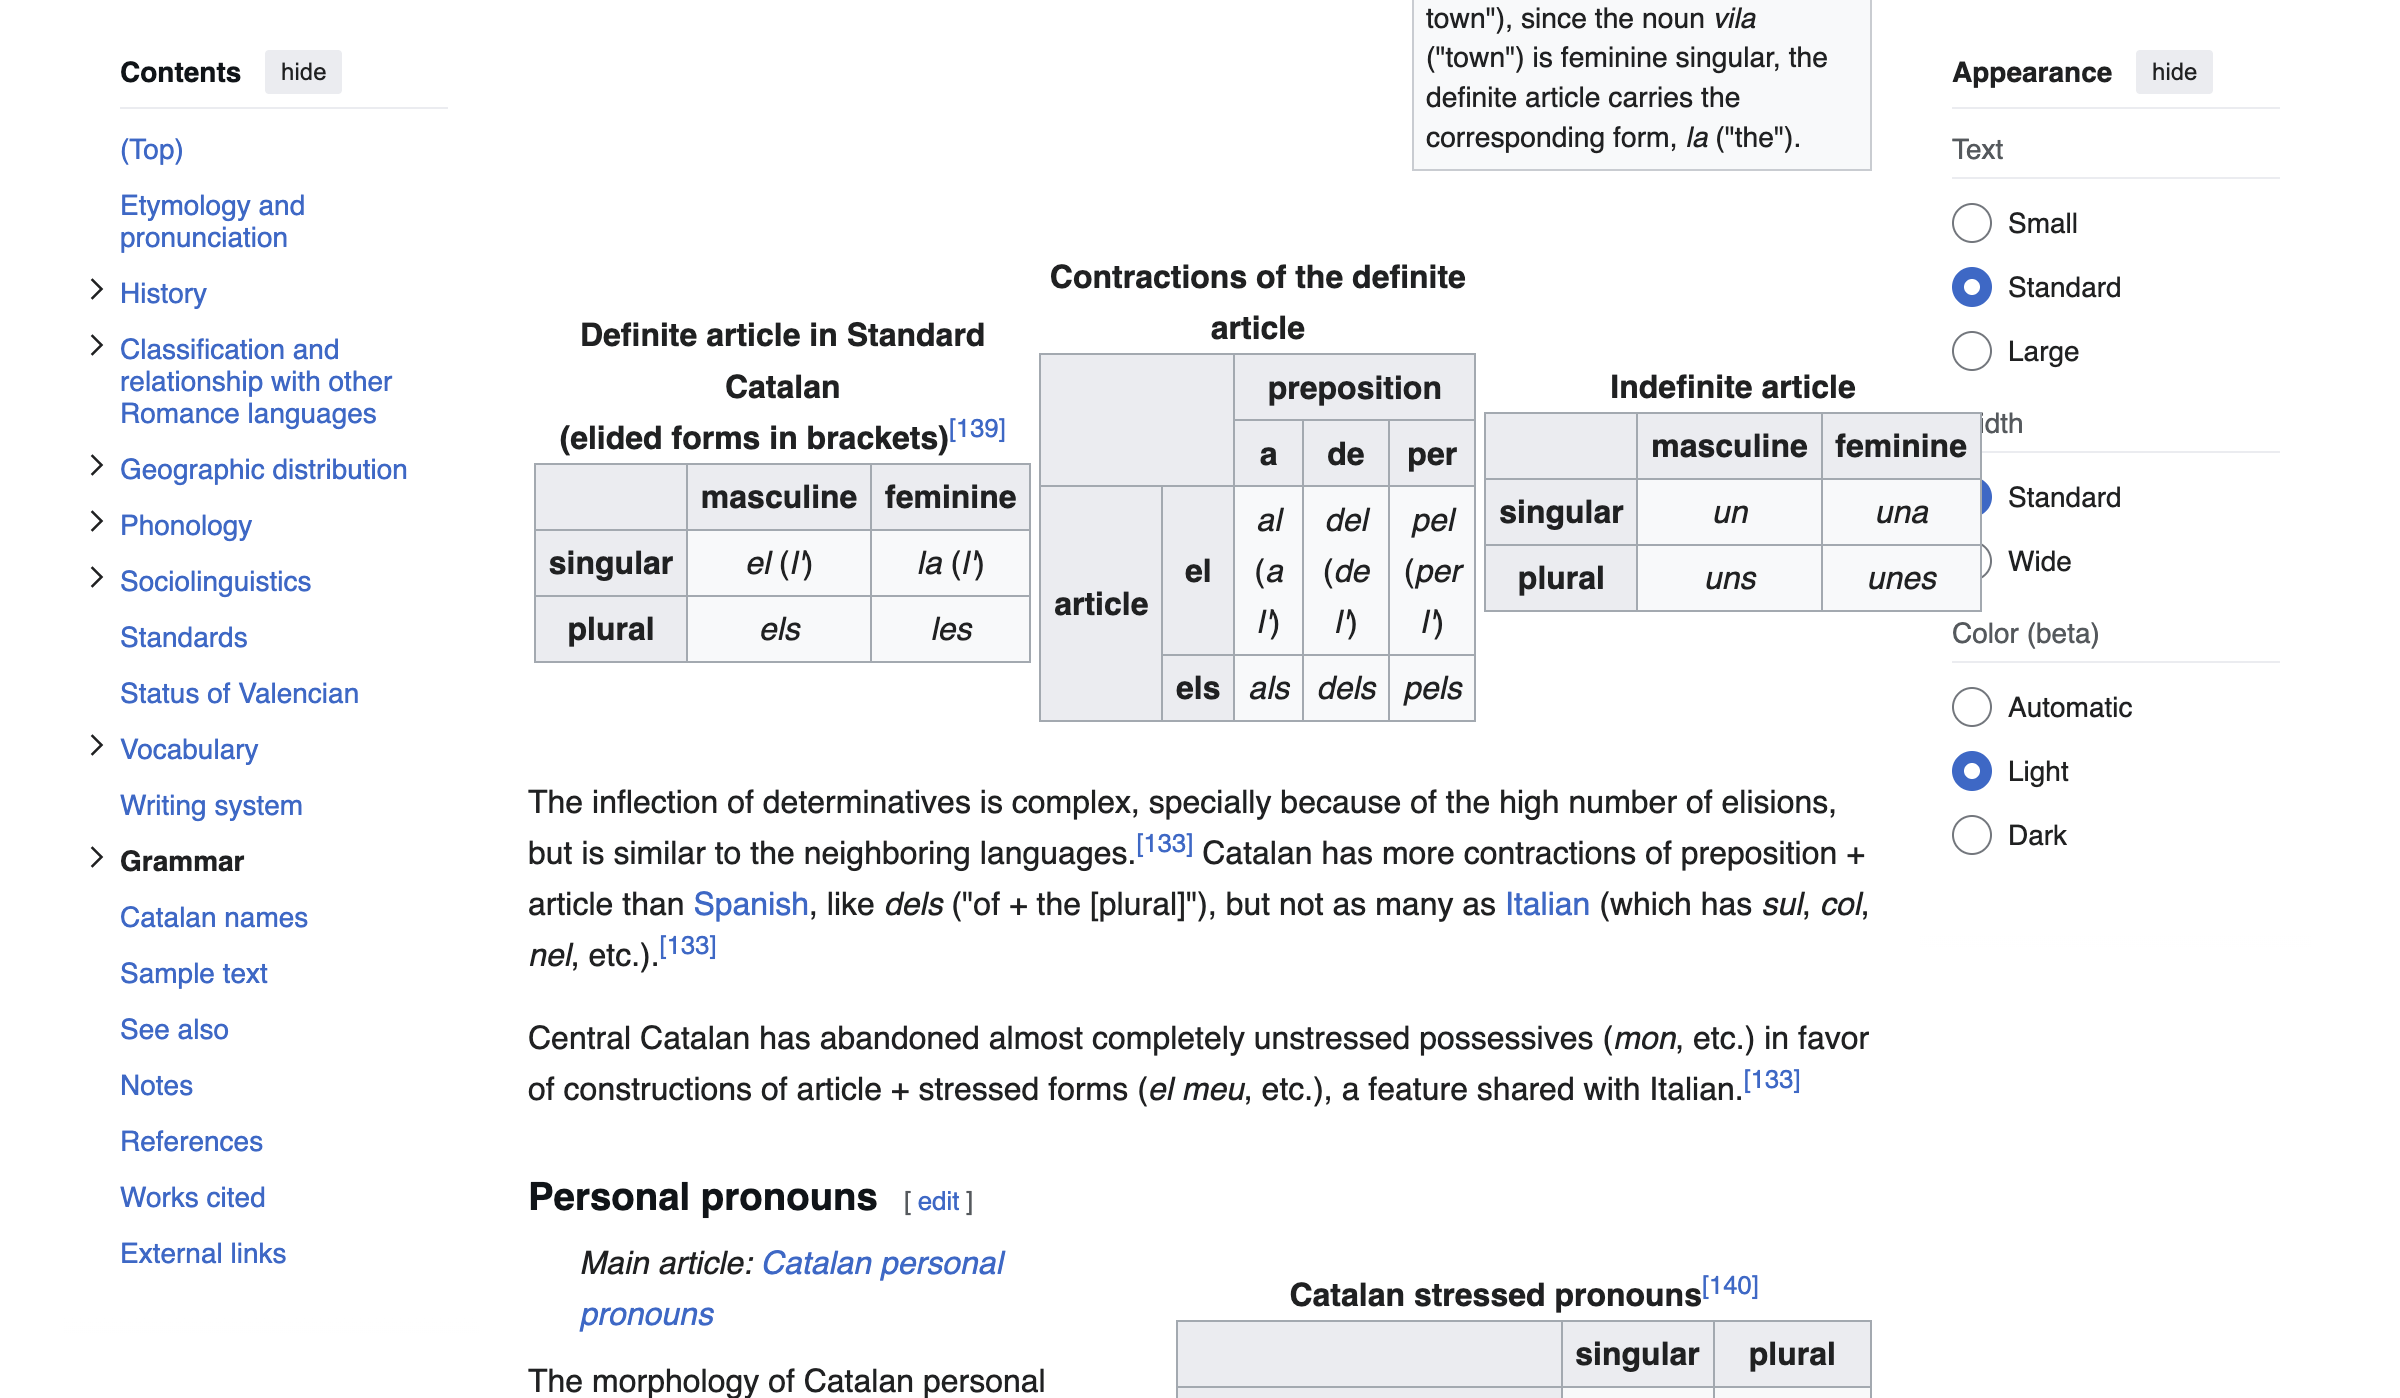 Contents hide
(Top)
Etymology and
pronunciation
History
Classification and
relationship with other
Romance languages
Geographic distribution
Phonology
Sociolinguistics
Standards
Status of Valencian
Vocabulary
Writing system
Grammar
Catalan names
Sample text
See also
Notes
References
Works cited
External links
town"), since the noun vila
("town") is feminine singular, the
definite article carries the
corresponding form, la ("the").
Definite article in Standard
Catalan
(elided forms in brackets)[139]
masculine feminine
singular el (l') la (l')
plural els les
Contractions of the definite
article
preposition
a de per
article el al (a l') del (de l') pel (per l')
els als dels pels
Indefinite article
masculine feminine
singular un una
plural uns unes
The inflection of determinatives is complex, specially because of the high number of elisions,
but is similar to the neighboring languages.[133] Catalan has more contractions of preposition +
article than Spanish, like dels ("of + the [plural]"), but not as many as Italian (which has sul, col,
nel, etc.).[133]
Central Catalan has abandoned almost completely unstressed possessives (mon, etc.) in favor
of constructions of article + stressed forms (el meu, etc.), a feature shared with Italian.[133]
Personal pronouns [ edit ]
Main article: Catalan personal
pronouns
The morphology of Catalan personal
Catalan stressed pronouns[140]
singular plural
Appearance hide
Text
Small
Standard
Large
idth
Standard
Wide
Color (beta)
Automatic
Light
Dark